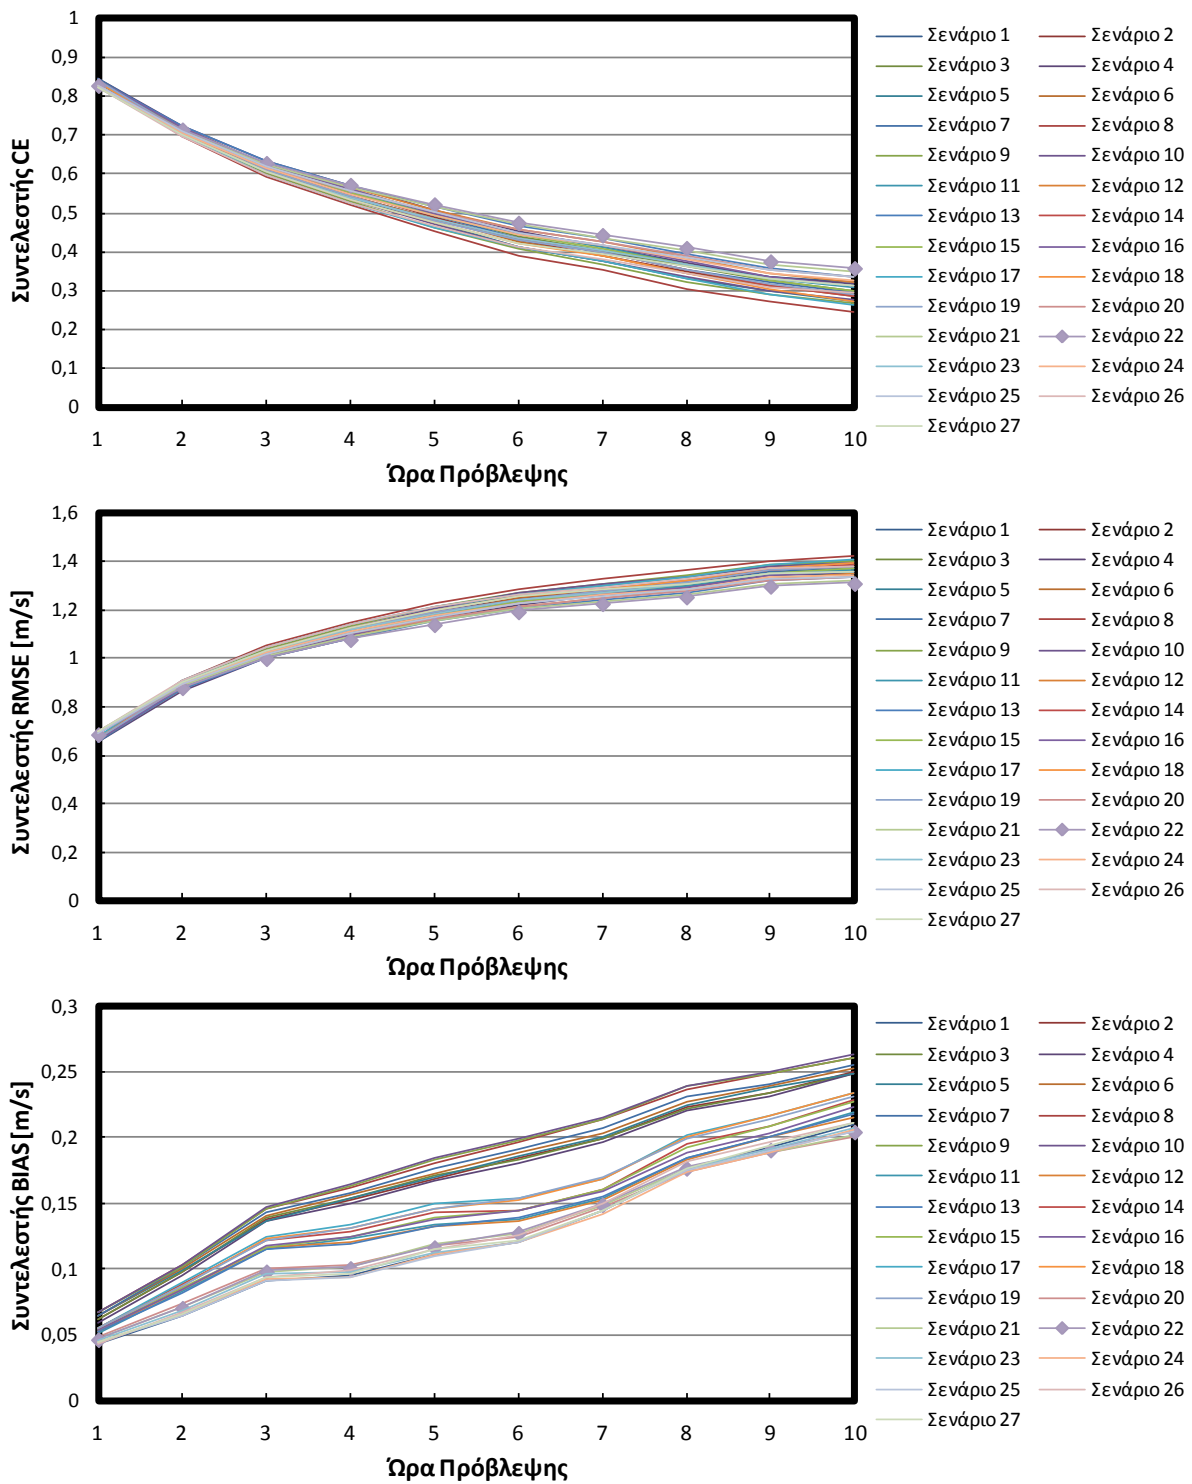 Συντελεστής CE
1
0,9
0,8
0,7
0,6
0,5
0,4
0,3
0,2
0,1
0
1 2 3 4 5 6 7 8 9 10
Ώρα Πρόβλεψης
Σενάριο 1 Σενάριο 2
Σενάριο 3 Σενάριο 4
Σενάριο 5 Σενάριο 6
Σενάριο 7 Σενάριο 8
Σενάριο 9 Σενάριο 10
Σενάριο 11 Σενάριο 12
Σενάριο 13 Σενάριο 14
Σενάριο 15 Σενάριο 16
Σενάριο 17 Σενάριο 18
Σενάριο 19 Σενάριο 20
Σενάριο 21 Σενάριο 22
Σενάριο 23 Σενάριο 24
Σενάριο 25 Σενάριο 26
Σενάριο 27
Συντελεστής RMSE [m/s]
1,6
1,4
1,2
1
0,8
0,6
0,4
0,2
0
1 2 3 4 5 6 7 8 9 10
Ώρα Πρόβλεψης
Σενάριο 1 Σενάριο 2
Σενάριο 3 Σενάριο 4
Σενάριο 5 Σενάριο 6
Σενάριο 7 Σενάριο 8
Σενάριο 9 Σενάριο 10
Σενάριο 11 Σενάριο 12
Σενάριο 13 Σενάριο 14
Σενάριο 15 Σενάριο 16
Σενάριο 17 Σενάριο 18
Σενάριο 19 Σενάριο 20
Σενάριο 21 Σενάριο 22
Σενάριο 23 Σενάριο 24
Σενάριο 25 Σενάριο 26
Σενάριο 27
Συντελεστής BIAS [m/s]
0,3
0,25
0,2
0,15
0,1
0,05
0
1 2 3 4 5 6 7 8 9 10
Ώρα Πρόβλεψης
Σενάριο 1 Σενάριο 2
Σενάριο 3 Σενάριο 4
Σενάριο 5 Σενάριο 6
Σενάριο 7 Σενάριο 8
Σενάριο 9 Σενάριο 10
Σενάριο 11 Σενάριο 12
Σενάριο 13 Σενάριο 14
Σενάριο 15 Σενάριο 16
Σενάριο 17 Σενάριο 18
Σενάριο 19 Σενάριο 20
Σενάριο 21 Σενάριο 22
Σενάριο 23 Σενάριο 24
Σενάριο 25 Σενάριο 26
Σενάριο 27